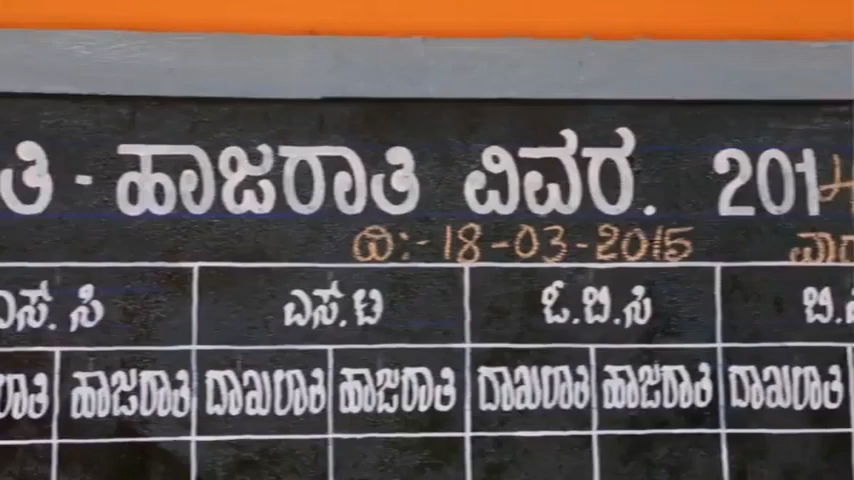 ತಿ - ಹಾಜರಾತಿ ವಿವರ. 201
ದಿ:- 18-03-2015 ವಾರ
ಎಸ್. ಸಿ ಎಸ್.ಟಿ ಓ.ಬಿ.ಸಿ ಬಿ.
ಹಾಜರಾತಿ ದಾಖಲಾತಿ ಹಾಜರಾತಿ ದಾಖಲಾತಿ ಹಾಜರಾತಿ ದಾಖಲಾತಿ